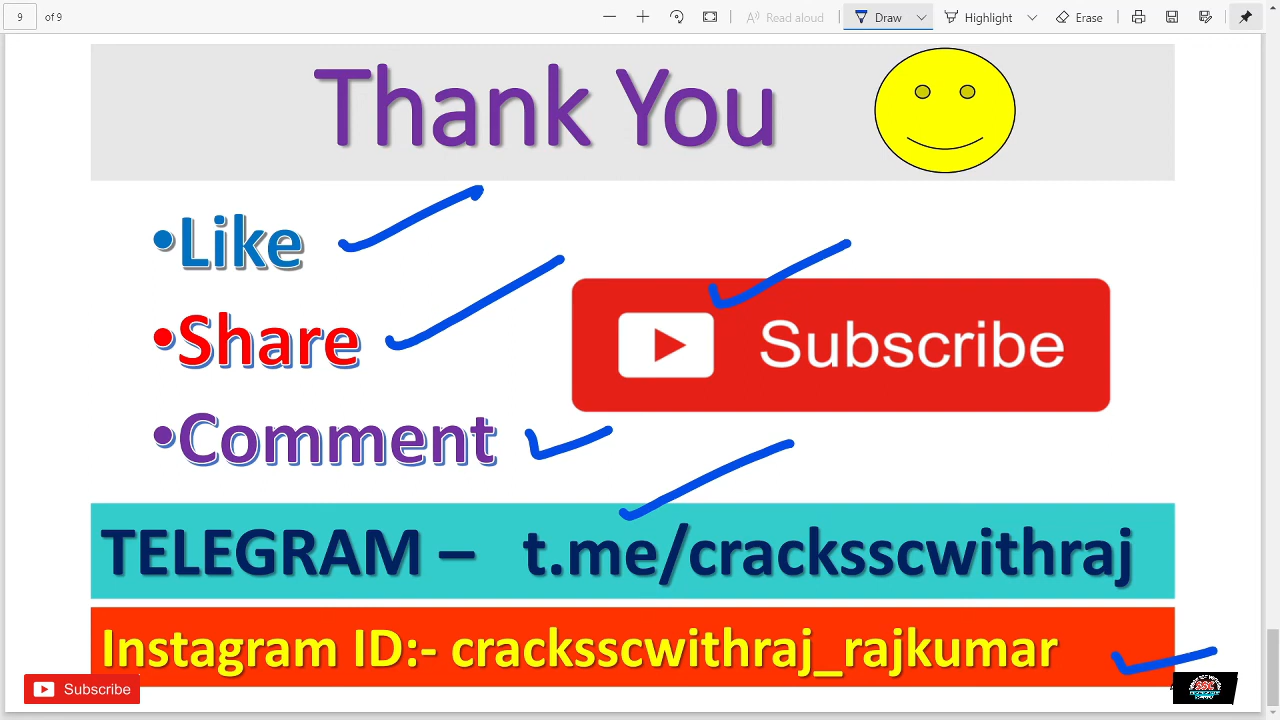 9 of 9 Read aloud Draw Highlight Erase
Thank You
•Like
•Share
Subscribe
•Comment
TELEGRAM – t.me/cracksscwithraj
Instagram ID:- cracksscwithraj_rajkumar
Subscribe
SSC